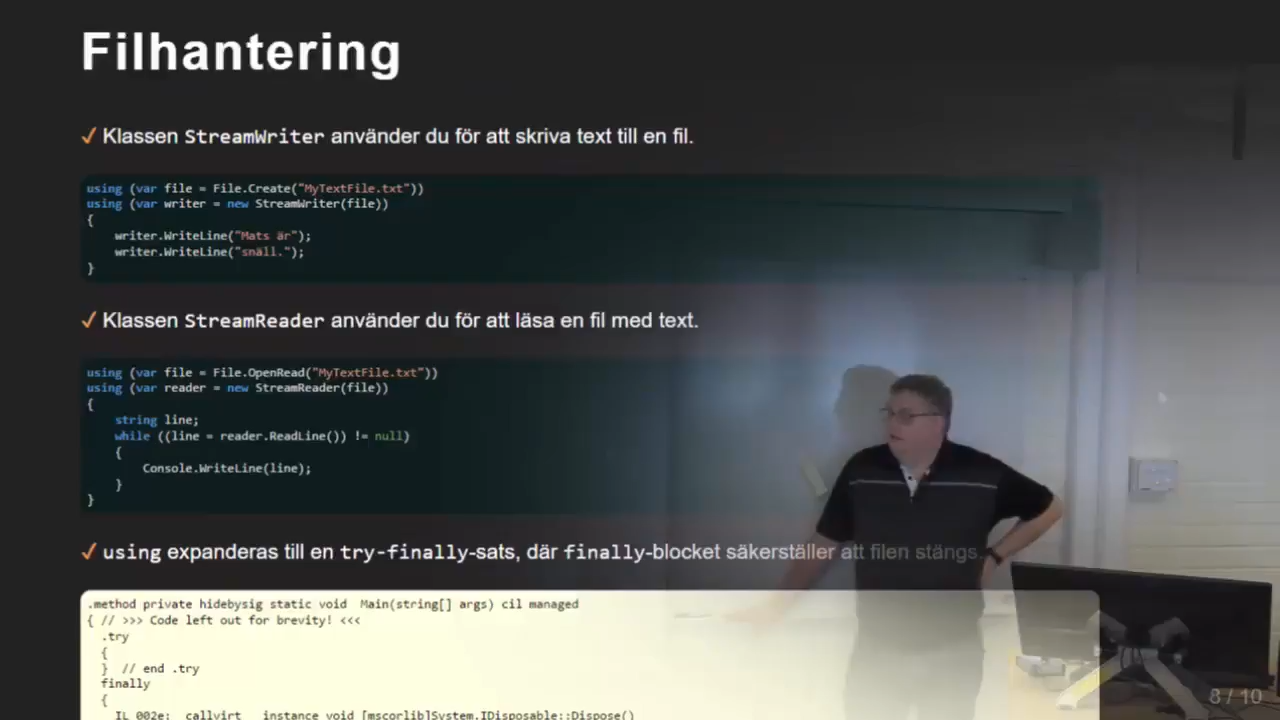 Filhantering
✓ Klassen StreamWriter använder du för att skriva text till en fil.
using (var file = File.Create("MyTextFile.txt"))
using (var writer = new StreamWriter(file))
{
    writer.WriteLine("Mats är");
    writer.WriteLine("snäll.");
}
✓ Klassen StreamReader använder du för att läsa en fil med text.
using (var file = File.OpenRead("MyTextFile.txt"))
using (var reader = new StreamReader(file))
{
    string line;
    while ((line = reader.ReadLine()) != null)
    {
        Console.WriteLine(line);
    }
}
✓ using expanderas till en try-finally-sats, där finally-blocket säkerställer att filen stängs.
.method private hidebysig static void  Main(string[] args) cil managed
{ // >>> Code left out for brevity! <<<
  .try
  {
  }  // end .try
  finally
  {
    IL_002e:  callvirt   instance void [mscorlib]System.IDisposable::Dispose()
8 / 10